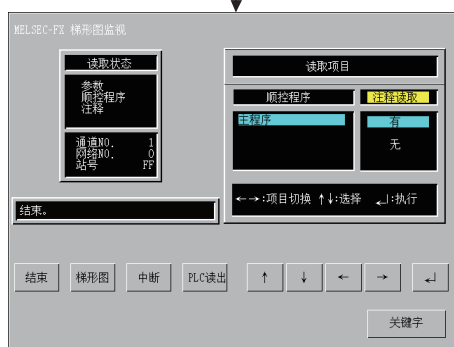 MELSEC-FX 梯形图监视
读取状态
参数
顺控程序
注释
通道NO. 1
网络NO. 0
站号 FF
读取项目
顺控程序 注释读取
主程序 有
无
←→:项目切换 ↑↓:选择 ↵:执行
结束。
结束 梯形图 中断 PLC读出 ↑ ↓ ← → ↵
关键字